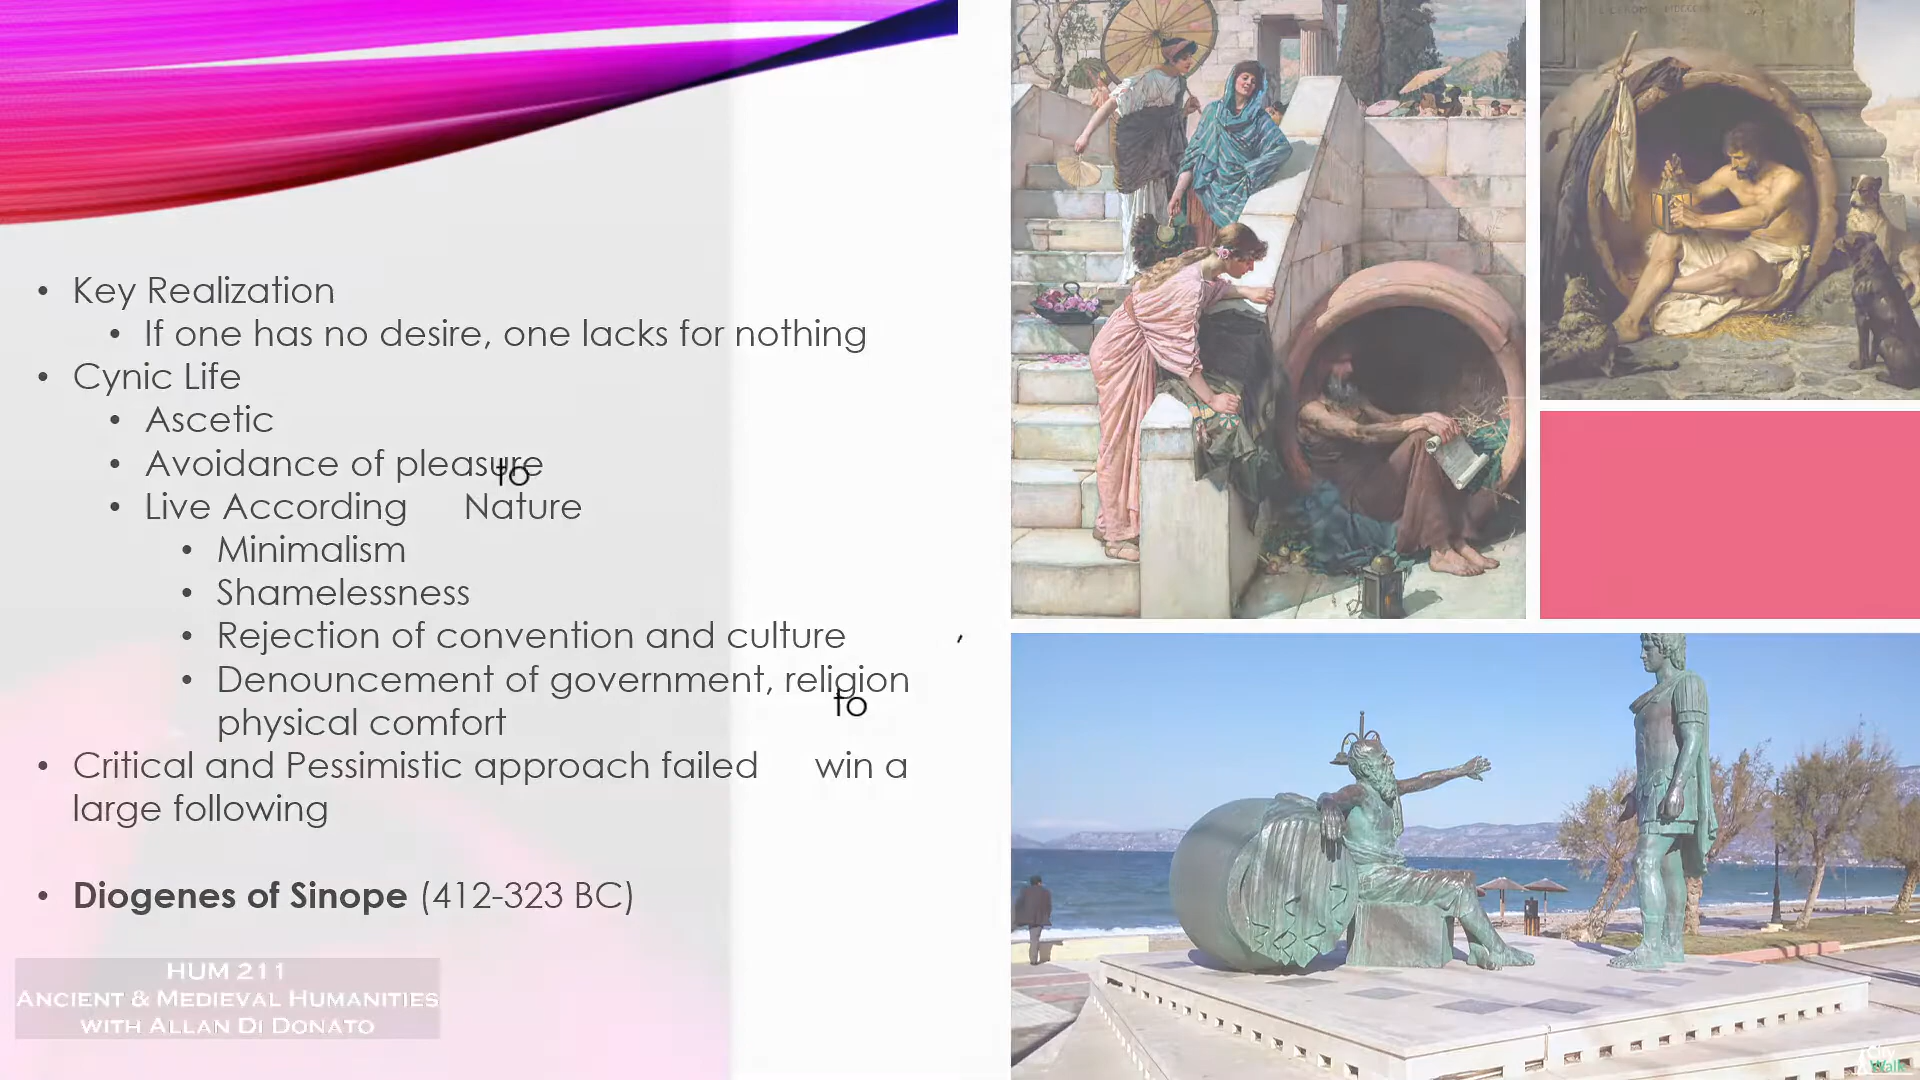 • Key Realization
• If one has no desire, one lacks for nothing
• Cynic Life
• Ascetic
• Avoidance of pleasure
• Live According to Nature
• Minimalism
• Shamelessness
• Rejection of convention and culture
• Denouncement of government, religion,
physical comfort
• Critical and Pessimistic approach failed to win a
large following
• Diogenes of Sinope (412-323 BC)
HUM 211
ANCIENT & MEDIEVAL HUMANITIES
WITH ALLAN DI DONATO
City
Walk